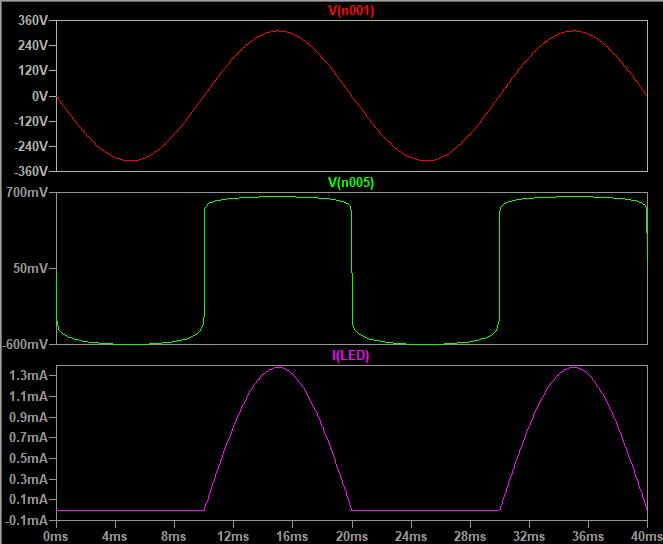 V(n001)
360V
240V
120V
0V
-120V
-240V
-360V
V(n005)
700mV
50mV
-600mV
I(LED)
1.3mA
1.1mA
0.9mA
0.7mA
0.5mA
0.3mA
0.1mA
-0.1mA
0ms 4ms 8ms 12ms 16ms 20ms 24ms 28ms 32ms 36ms 40ms